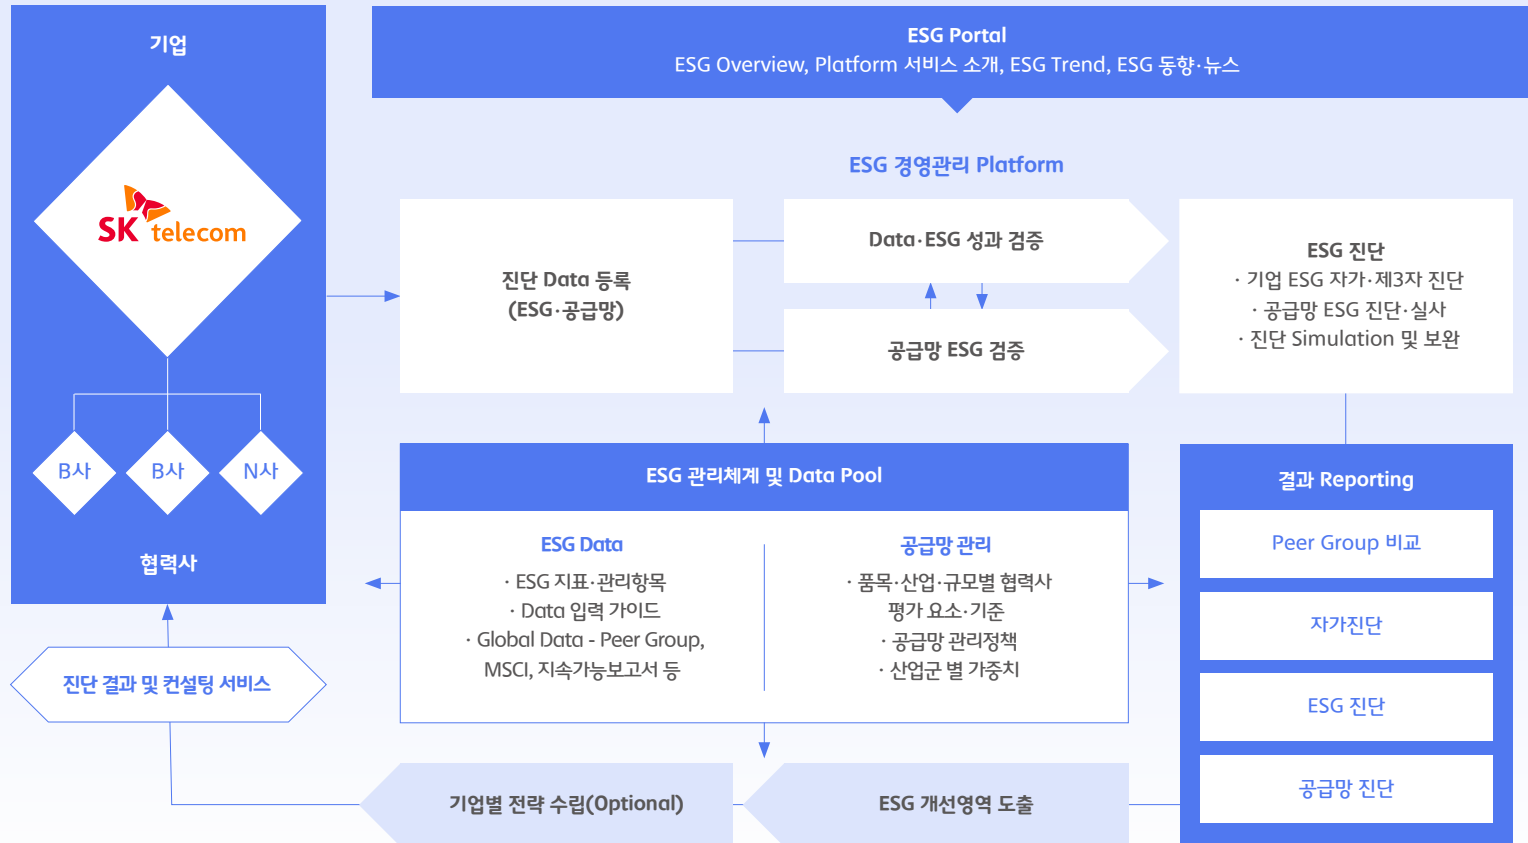 기업
SK telecom
B사
B사
N사
협력사
진단 결과 및 컨설팅 서비스
ESG Portal
ESG Overview, Platform 서비스 소개, ESG Trend, ESG 동향·뉴스
ESG 경영관리 Platform
진단 Data 등록
(ESG·공급망)
Data·ESG 성과 검증
공급망 ESG 검증
ESG 진단
· 기업 ESG 자가·제3자 진단
· 공급망 ESG 진단·실사
· 진단 Simulation 및 보완
ESG 관리체계 및 Data Pool
ESG Data
· ESG 지표·관리항목
· Data 입력 가이드
· Global Data - Peer Group,
MSCI, 지속가능보고서 등
공급망 관리
· 품목·산업·규모별 협력사
평가 요소·기준
· 공급망 관리정책
· 산업군 별 가중치
결과 Reporting
Peer Group 비교
자가진단
ESG 진단
공급망 진단
ESG 개선영역 도출
기업별 전략 수립(Optional)